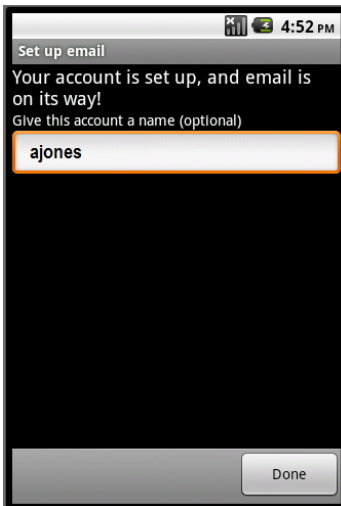 4:52 PM
Set up email
Your account is set up, and email is
on its way!
Give this account a name (optional)
ajones
Done